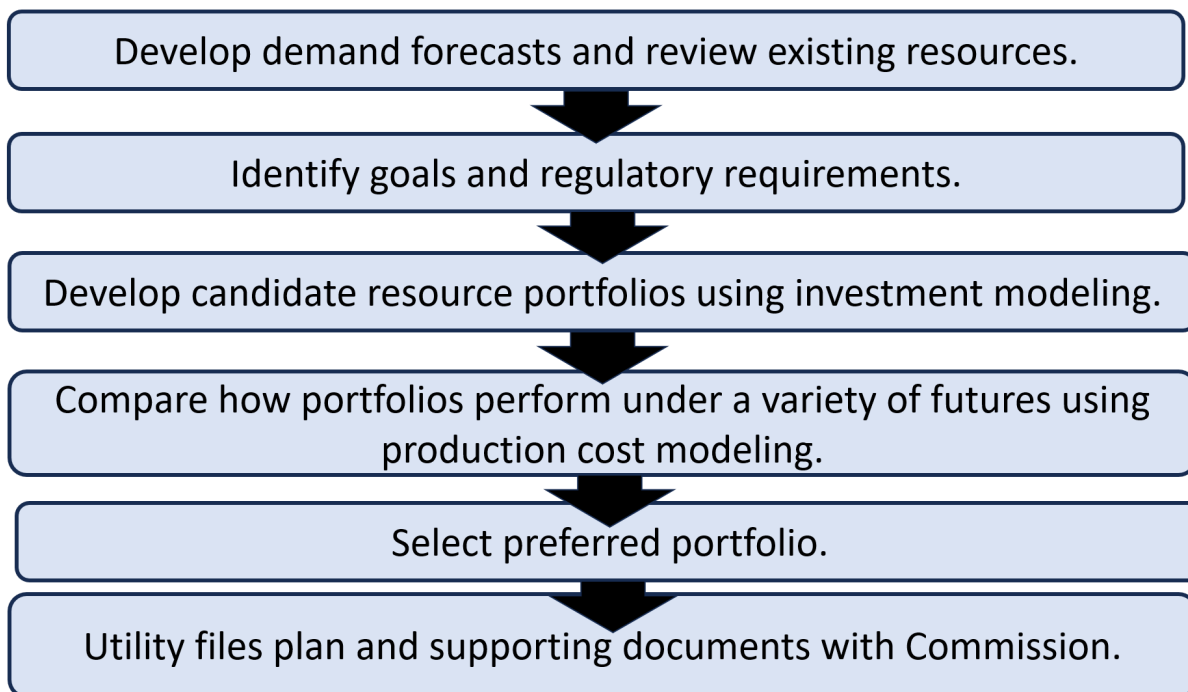 Develop demand forecasts and review existing resources.
Identify goals and regulatory requirements.
Develop candidate resource portfolios using investment modeling.
Compare how portfolios perform under a variety of futures using
production cost modeling.
Select preferred portfolio.
Utility files plan and supporting documents with Commission.